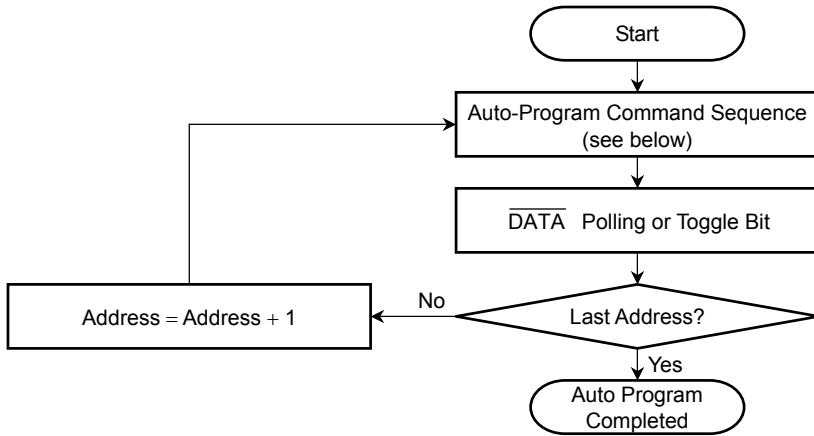 Start
Auto-Program Command Sequence
(see below)
DATA Polling or Toggle Bit
Address = Address + 1
No
Last Address?
Yes
Auto Program
Completed